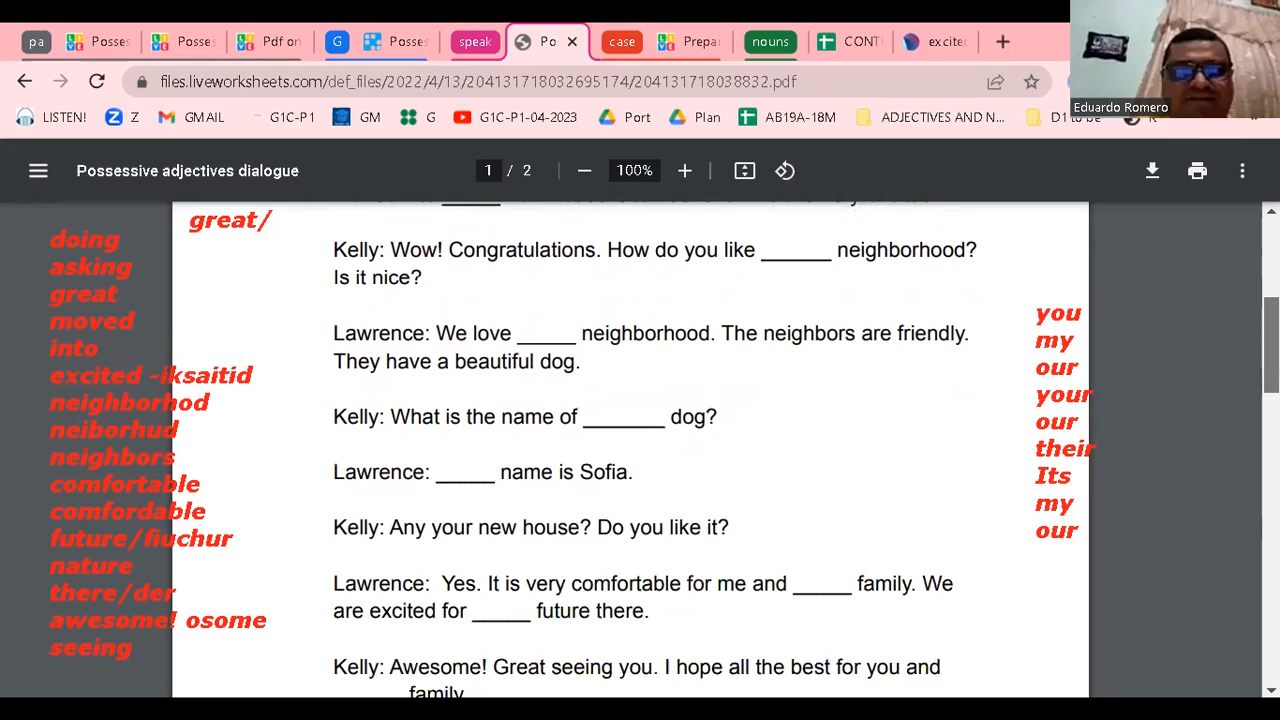 pa Posses Posses Pdf on G Posses speak Po case Prepar nouns CONT excite
files.liveworksheets.com/def_files/2022/4/13/204131718032695174/204131718038832.pdf
Eduardo Romero
LISTEN! Z GMAIL G1C-P1 GM G G1C-P1-04-2023 Port Plan AB19A-18M ADJECTIVES AND N... D1 to be
Possessive adjectives dialogue 1 / 2 100%
great/
doing
asking
great
moved
into
excited -iksaitid
neighborhod
neiborhud
neighbors
comfortable
comfordable
future/fiuchur
nature
there/der
awesome! osome
seeing
Kelly: Wow! Congratulations. How do you like ______ neighborhood?
Is it nice?
Lawrence: We love _____ neighborhood. The neighbors are friendly.
They have a beautiful dog.
Kelly: What is the name of _______ dog?
Lawrence: _____ name is Sofia.
Kelly: Any your new house? Do you like it?
Lawrence: Yes. It is very comfortable for me and _____ family. We
are excited for _____ future there.
Kelly: Awesome! Great seeing you. I hope all the best for you and
family
you
my
our
your
our
their
Its
my
our